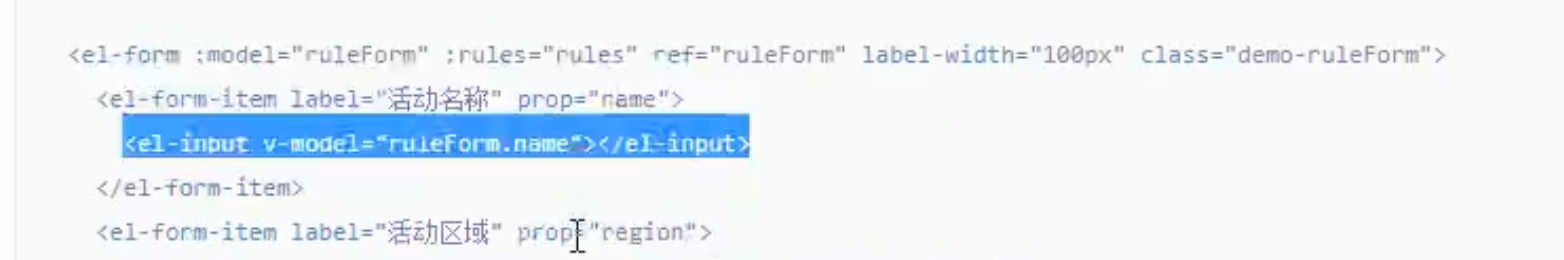 <el-form :model="ruleForm" :rules="rules" ref="ruleForm" label-width="100px" class="demo-ruleForm">
<el-form-item label="活动名称" prop="name">
<el-input v-model="ruleForm.name"></el-input>
</el-form-item>
<el-form-item label="活动区域" prop="region">